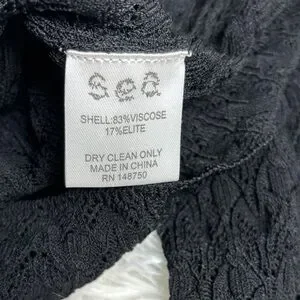 Sea
SHELL:83%VISCOSE
17%ELITE
DRY CLEAN ONLY
MADE IN CHINA
RN 148750